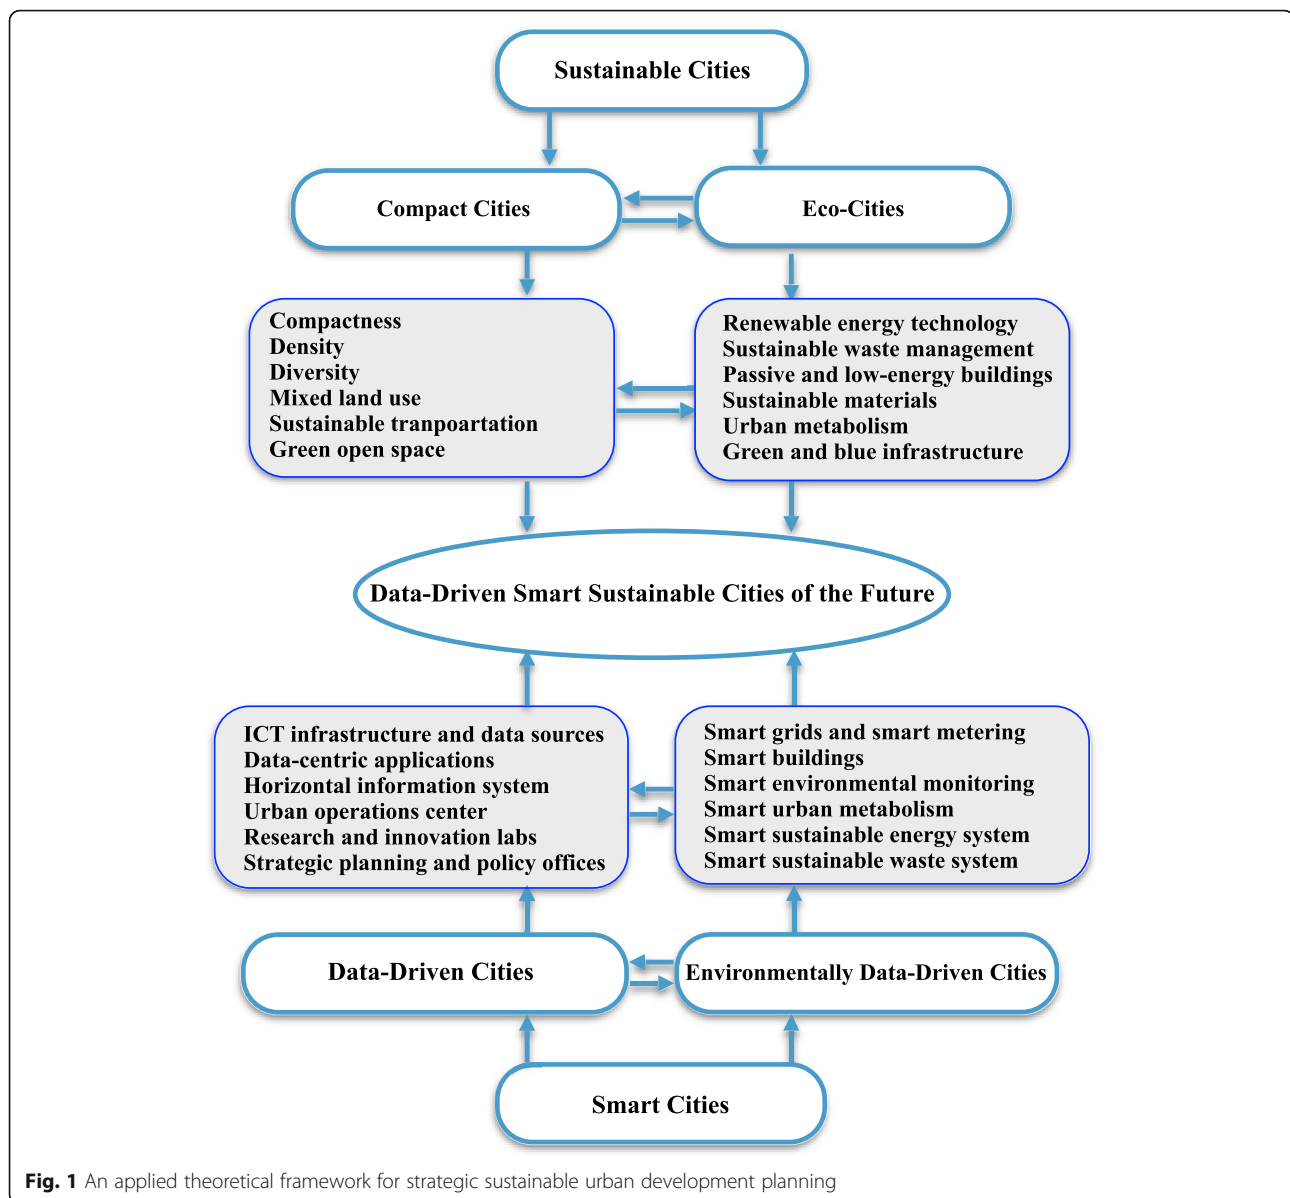 Sustainable Cities
Compact Cities
Eco-Cities
Compactness
Density
Diversity
Mixed land use
Sustainable tranpoartation
Green open space
Renewable energy technology
Sustainable waste management
Passive and low-energy buildings
Sustainable materials
Urban metabolism
Green and blue infrastructure
Data-Driven Smart Sustainable Cities of the Future
ICT infrastructure and data sources
Data-centric applications
Horizontal information system
Urban operations center
Research and innovation labs
Strategic planning and policy offices
Smart grids and smart metering
Smart buildings
Smart environmental monitoring
Smart urban metabolism
Smart sustainable energy system
Smart sustainable waste system
Data-Driven Cities
Environmentally Data-Driven Cities
Smart Cities
Fig. 1 An applied theoretical framework for strategic sustainable urban development planning